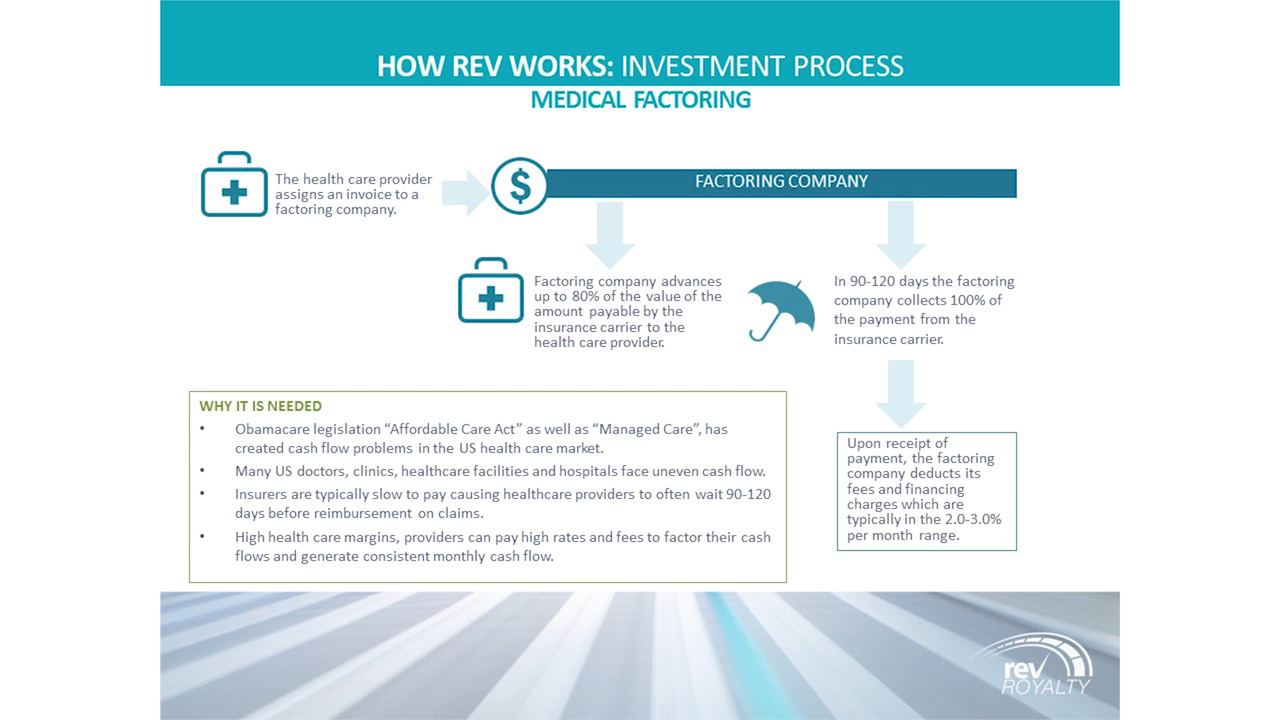 HOW REV WORKS: INVESTMENT PROCESS
MEDICAL FACTORING
The health care provider
assigns an invoice to a
factoring company.
$
FACTORING COMPANY
Factoring company advances
up to 80% of the value of the
amount payable by the
insurance carrier to the
health care provider.
In 90-120 days the factoring
company collects 100% of
the payment from the
insurance carrier.
WHY IT IS NEEDED
• Obamacare legislation “Affordable Care Act” as well as “Managed Care”, has
created cash flow problems in the US health care market.
• Many US doctors, clinics, healthcare facilities and hospitals face uneven cash flow.
• Insurers are typically slow to pay causing healthcare providers to often wait 90-120
days before reimbursement on claims.
• High health care margins, providers can pay high rates and fees to factor their cash
flows and generate consistent monthly cash flow.
Upon receipt of
payment, the factoring
company deducts its
fees and financing
charges which are
typically in the 2.0-3.0%
per month range.
rev
ROYALTY